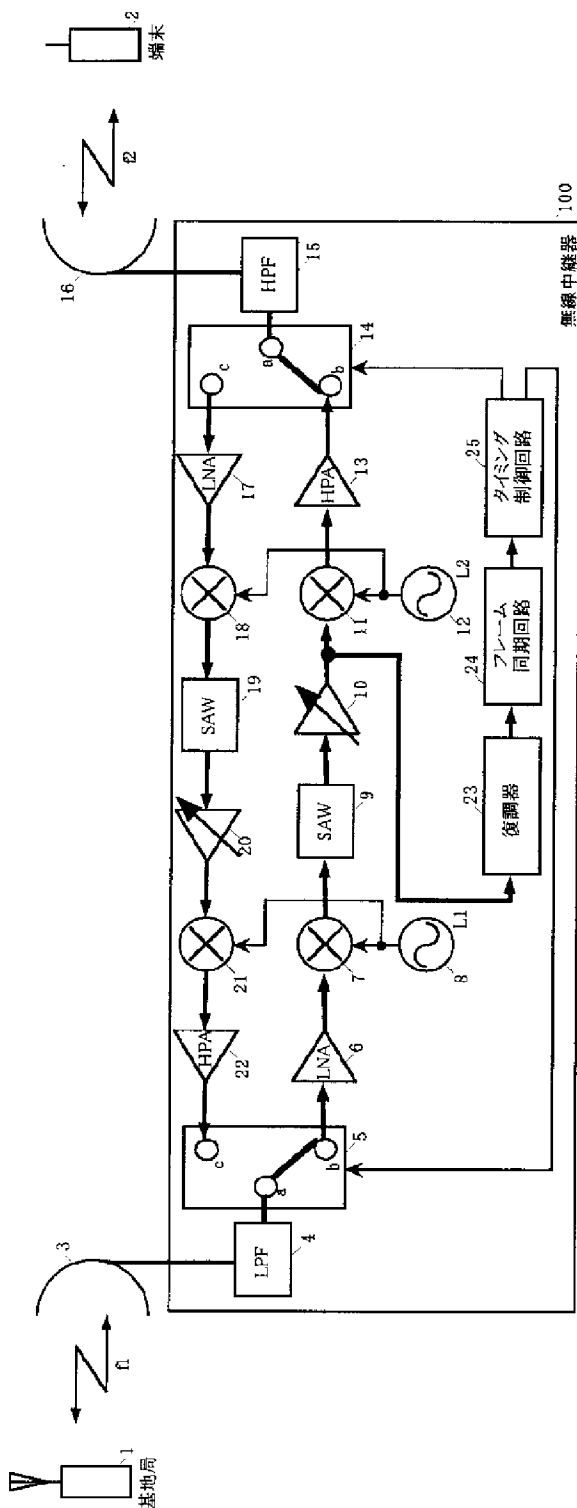 1
基地局
f1
3
LPF
4
a
b
c
5
LNA
6
7
L1
8
SAW
9
10
11
L2
12
HPA
13
a
b
c
14
HPF
15
16
LNA
17
18
SAW
19
20
21
HPA
22
復調器
23
フレーム
同期回路
24
タイミング
制御回路
25
f2
2
端末
100
無線中継器